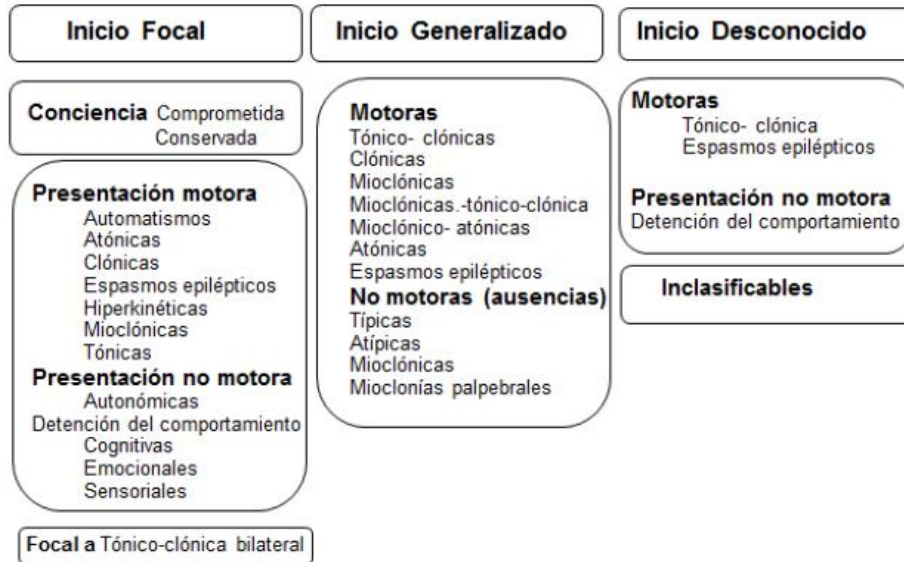 Inicio Focal
Conciencia Comprometida
Conservada
Presentación motora
Automatismos
Atónicas
Clónicas
Espasmos epilépticos
Hiperkinéticas
Mioclónicas
Tónicas
Presentación no motora
Autonómicas
Detención del comportamiento
Cognitivas
Emocionales
Sensoriales
Focal a Tónico-clónica bilateral
Inicio Generalizado
Motoras
Tónico- clónicas
Clónicas
Mioclónicas
Mioclónicas.-tónico-clónica
Mioclónico- atónicas
Atónicas
Espasmos epilépticos
No motoras (ausencias)
Típicas
Atípicas
Mioclónicas
Mioclonías palpebrales
Inicio Desconocido
Motoras
Tónico- clónica
Espasmos epilépticos
Presentación no motora
Detención del comportamiento
Inclasificables